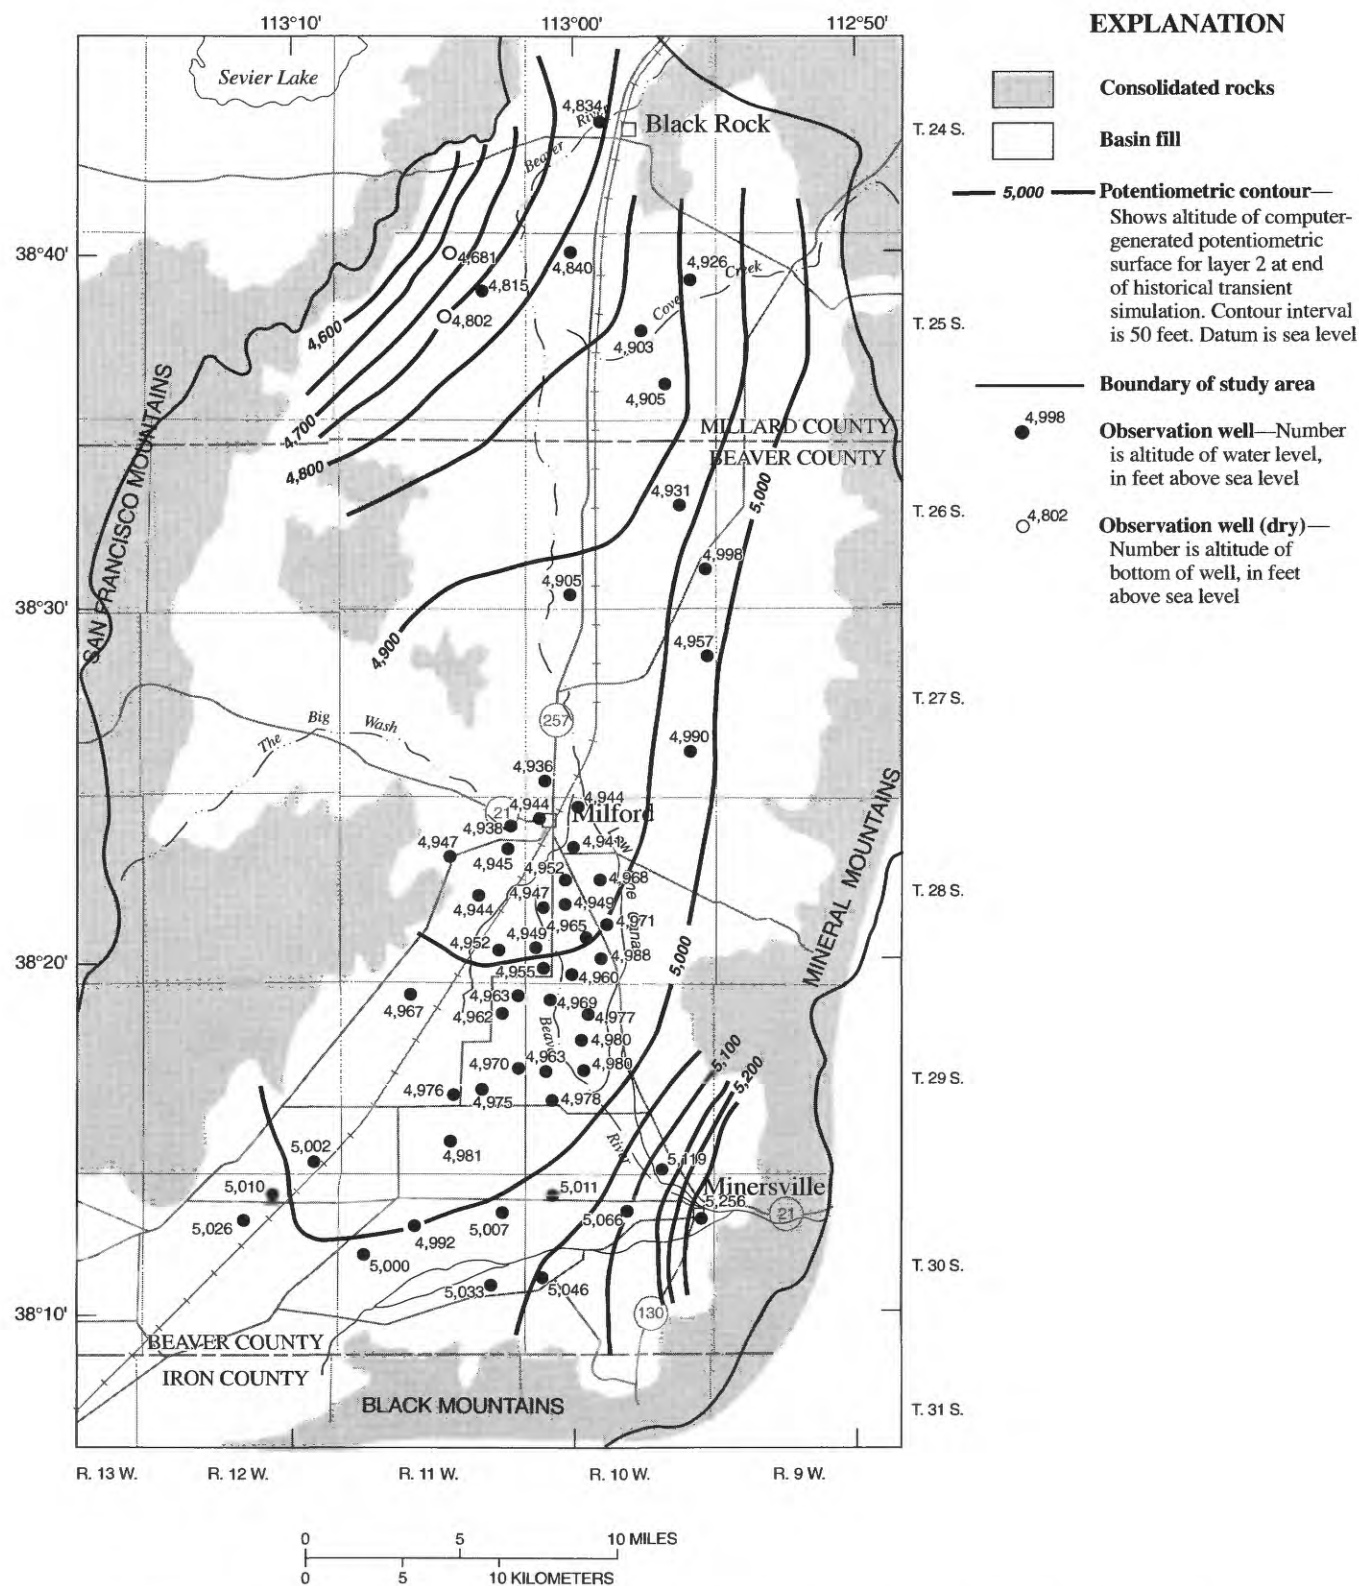 113°10'
113°00'
112°50'
EXPLANATION
Sevier Lake
4,834
River
Black Rock
Beaver
T. 24 S.
Consolidated rocks
Basin fill
5,000
Potentiometric contour—
Shows altitude of computer-
generated potentiometric
surface for layer 2 at end
of historical transient
simulation. Contour interval
is 50 feet. Datum is sea level
38°40'
4,681
4,840
4,926
Creek
4,815
Cove
4,802
T. 25 S.
4,600
4,903
4,905
Boundary of study area
4,700
4,800
MILLARD COUNTY
BEAVER COUNTY
4,998
Observation well—Number
is altitude of water level,
in feet above sea level
SAN FRANCISCO MOUNTAINS
4,931
5,000
T. 26 S.
4,802
Observation well (dry)—
Number is altitude of
bottom of well, in feet
above sea level
4,998
4,905
38°30'
4,900
4,957
T. 27 S.
257
The Big Wash
4,990
4,936
21
4,944
4,944
Milford
4,938
4,947
4,945
4,941
MINERAL MOUNTAINS
4,952
4,968
T. 28 S.
4,944
4,947
4,949
4,965
4,971
4,952
4,949
4,988
38°20'
4,955
4,960
5,000
4,967
4,963
4,969
4,962
4,977
Beaver
4,980
4,970
4,963
4,980
5,100
5,200
T. 29 S.
4,976
4,975
4,978
River
5,002
4,981
5,119
5,010
5,011
Minersville
5,026
4,992
5,007
5,066
5,256
21
5,000
T. 30 S.
5,033
5,046
38°10'
130
BEAVER COUNTY
IRON COUNTY
BLACK MOUNTAINS
T. 31 S.
R. 13 W.
R. 12 W.
R. 11 W.
R. 10 W.
R. 9 W.
0 5 10 MILES
0 5 10 KILOMETERS